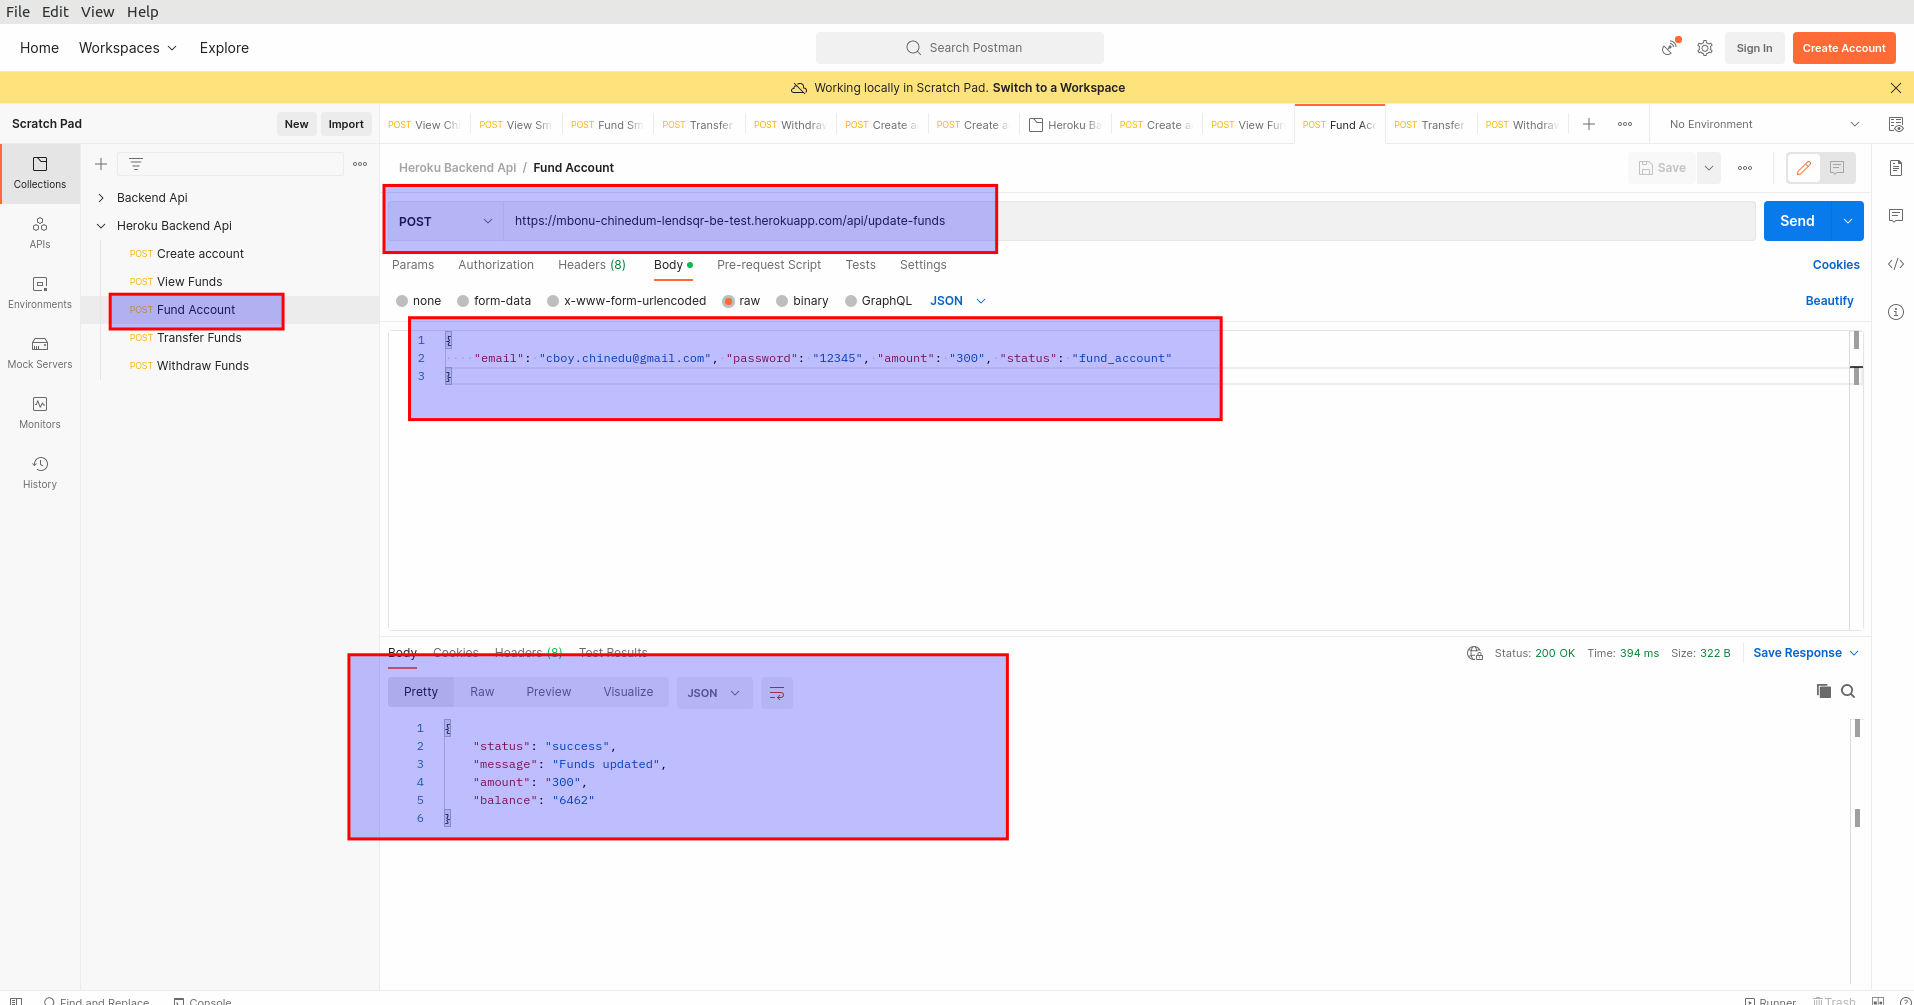 File Edit View Help
Home Workspaces Explore Search Postman Sign In Create Account
Working locally in Scratch Pad. Switch to a Workspace
Scratch Pad New Import
POST View Ch POST View Sm POST Fund Sm POST Transfer POST Withdraw POST Create a POST Create a Heroku Ba POST Create a POST View Fun POST Fund Acc POST Transfer POST Withdraw No Environment
Collections
APIs
Environments
Mock Servers
Monitors
History
Backend Api
Heroku Backend Api
POST Create account
POST View Funds
POST Fund Account
POST Transfer Funds
POST Withdraw Funds
Heroku Backend Api / Fund Account Save
POST https://mbonu-chinedum-lendsqr-be-test.herokuapp.com/api/update-funds Send
Params Authorization Headers (8) Body Pre-request Script Tests Settings Cookies
none form-data x-www-form-urlencoded raw binary GraphQL JSON Beautify
1 {
2 "email": "cboy.chinedu@gmail.com", "password": "12345", "amount": "300", "status": "fund_account"
3 }
Body Cookies Headers (8) Test Results Status: 200 OK Time: 394 ms Size: 322 B Save Response
Pretty Raw Preview Visualize JSON
1 {
2 "status": "success",
3 "message": "Funds updated",
4 "amount": "300",
5 "balance": "6462"
6 }
Find and Replace Console Runner Trash